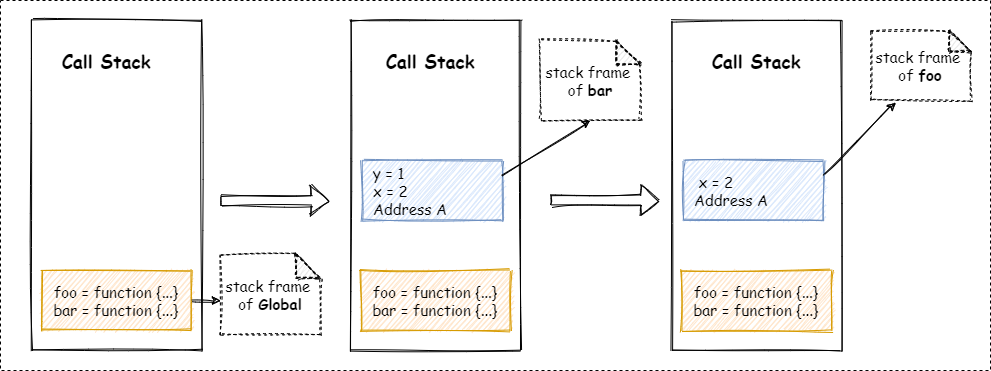 Call Stack
foo = function {...}
bar = function {...}
stack frame
of Global
Call Stack
y = 1
x = 2
Address A
foo = function {...}
bar = function {...}
stack frame
of bar
Call Stack
x = 2
Address A
foo = function {...}
bar = function {...}
stack frame
of foo